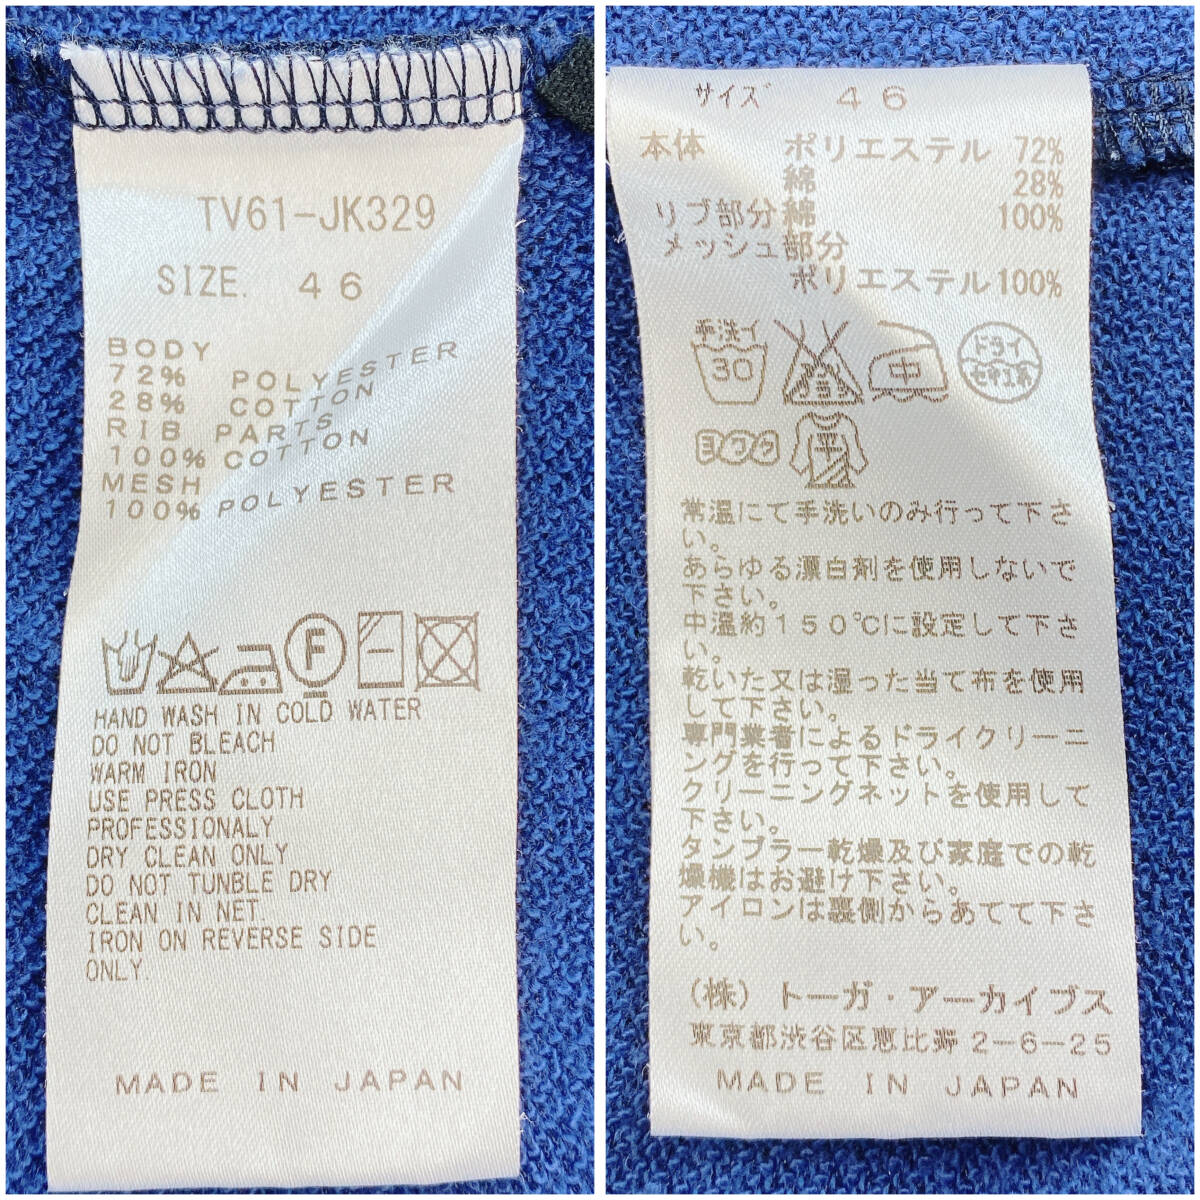 TV61-JK329
SIZE. 46
BODY
72% POLYESTER
28% COTTON
RIB PARTS
100% COTTON
MESH
100% POLYESTER
F
HAND WASH IN COLD WATER
DO NOT BLEACH
WARM IRON
USE PRESS CLOTH
PROFESSIONALY
DRY CLEAN ONLY
DO NOT TUNBLE DRY
CLEAN IN NET.
IRON ON REVERSE SIDE
ONLY.
MADE IN JAPAN
サイズ 46
本体 ポリエステル 72%
綿 28%
リブ部分綿 100%
メッシュ部分
ポリエステル100%
手洗イ 30 エンソサラシ 中 ドライ セキユ系
ヨワク 平
常温にて手洗いのみ行って下さ
い。
あらゆる漂白剤を使用しないで
下さい。
中温約150℃に設定して下さ
い。
乾いた又は湿った当て布を使用
して下さい。
専門業者によるドライクリーニ
ングを行って下さい。
クリーニングネットを使用して
下さい。
タンブラー乾燥及び家庭での乾
燥機はお避け下さい。
アイロンは裏側からあてて下さ
い。
(株)トーガ・アーカイブス
東京都渋谷区恵比野2-6-25
MADE IN JAPAN